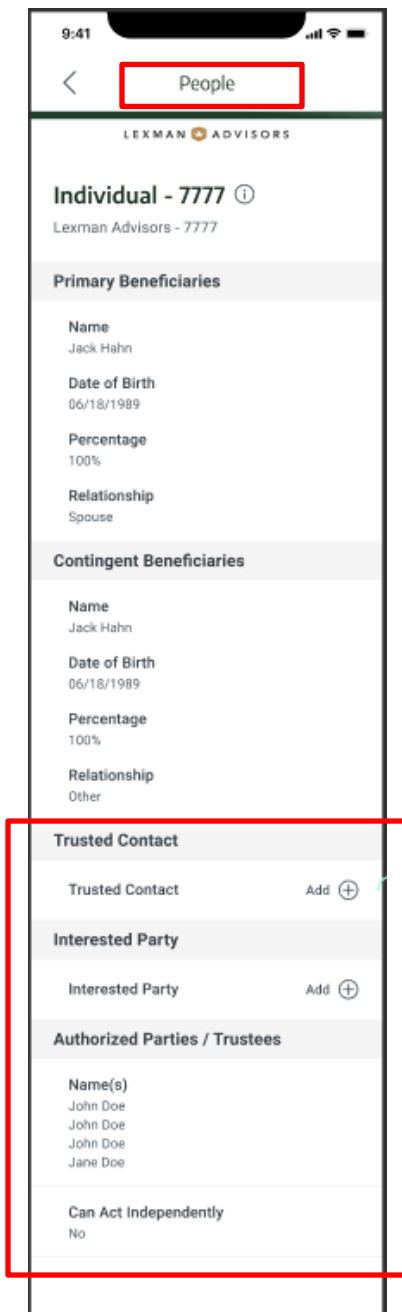 9:41
People
LEXMAN ADVISORS
Individual - 7777
Lexman Advisors - 7777
Primary Beneficiaries
Name
Jack Hahn
Date of Birth
06/18/1989
Percentage
100%
Relationship
Spouse
Contingent Beneficiaries
Name
Jack Hahn
Date of Birth
06/18/1989
Percentage
100%
Relationship
Other
Trusted Contact
Trusted Contact Add
Interested Party
Interested Party Add
Authorized Parties / Trustees
Name(s)
John Doe
John Doe
John Doe
Jane Doe
Can Act Independently
No